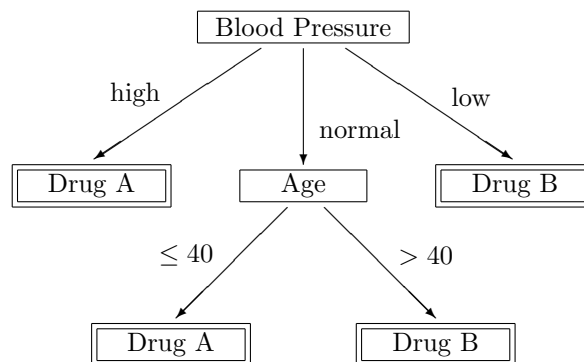 Blood Pressure
high
low
normal
Drug A
Age
Drug B
≤ 40
> 40
Drug A
Drug B